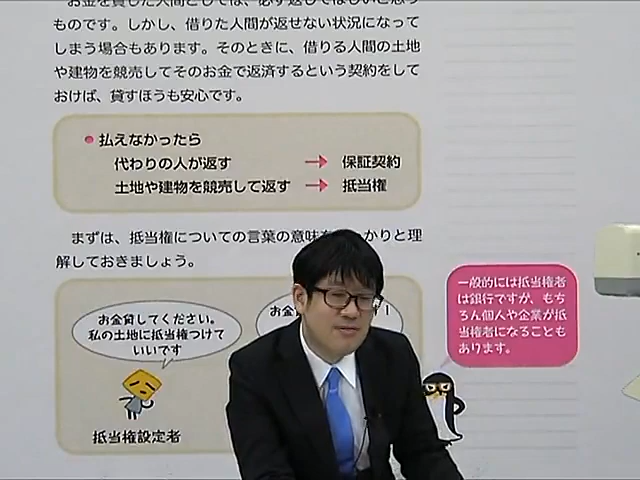 お金を貸した人間としては、必ず返してほしいと思う
ものです。しかし、借りた人間が返せない状況になって
しまう場合もあります。そのときに、借りる人間の土地
や建物を競売してそのお金で返済するという契約をして
おけば、貸すほうも安心です。
●払えなかったら
代わりの人が返す → 保証契約
土地や建物を競売して返す → 抵当権
まずは、抵当権についての言葉の意味を かりと理
解しておきましょう。
お金貸してください。
私の土地に抵当権つけて
いいです
抵当権設定者
お金
!
一般的には抵当権者
は銀行ですが、もち
ろん個人や企業が抵
当権者になることも
あります。